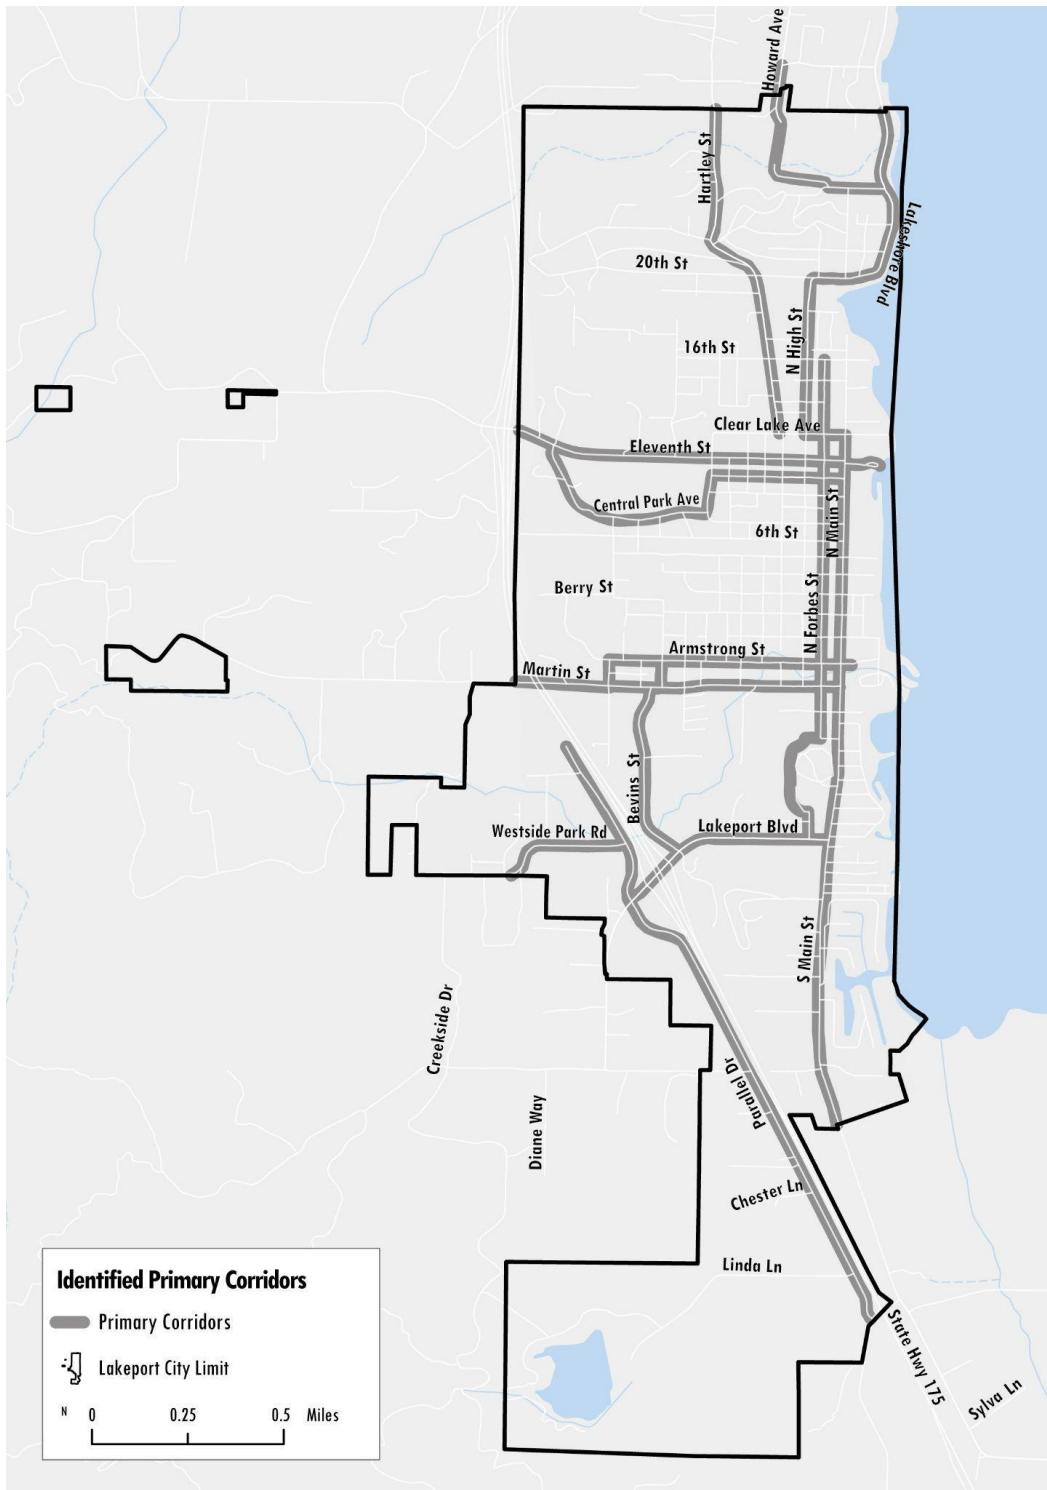 Howard Ave
Hartley St
Lakeshore Blvd
20th St
N High St
16th St
Clear Lake Ave
Eleventh St
Central Park Ave
N Main St
6th St
Berry St
N Forbes St
Armstrong St
Martin St
Bevins St
Westside Park Rd
Lakeport Blvd
S Main St
Creekside Dr
Parallel Dr
Diane Way
Chester Ln
Linda Ln
State Hwy 175
Sylva Ln
Identified Primary Corridors
Primary Corridors
Lakeport City Limit
N 0 0.25 0.5 Miles